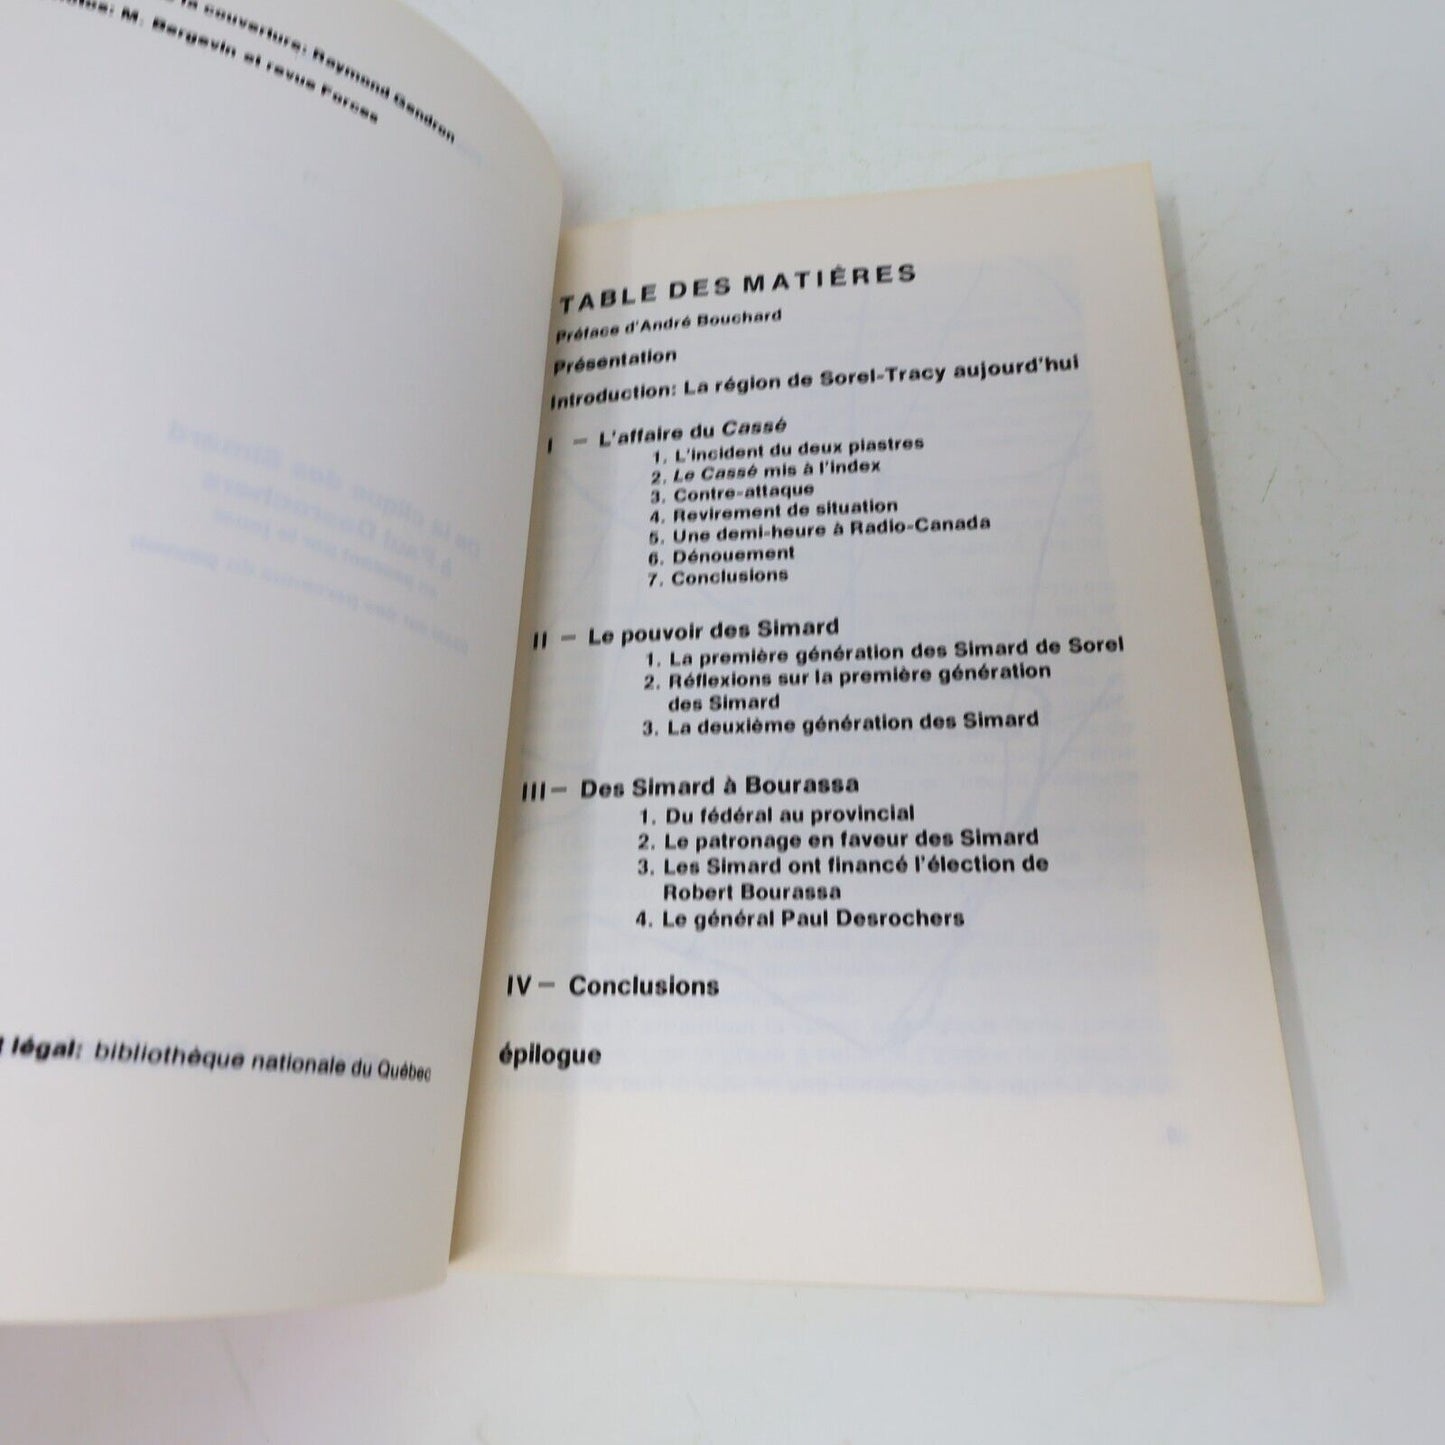 la couverture: Raymond Gendron
M. Bergevin et revue Forces
légal: bibliothèque nationale du Québec
TABLE DES MATIÈRES
Préface d'André Bouchard
Présentation
Introduction: La région de Sorel-Tracy aujourd'hui
I — L'affaire du Cassé
1. L'incident du deux piastres
2. Le Cassé mis à l'index
3. Contre-attaque
4. Revirement de situation
5. Une demi-heure à Radio-Canada
6. Dénouement
7. Conclusions
II — Le pouvoir des Simard
1. La première génération des Simard de Sorel
2. Réflexions sur la première génération
des Simard
3. La deuxième génération des Simard
III — Des Simard à Bourassa
1. Du fédéral au provincial
2. Le patronage en faveur des Simard
3. Les Simard ont financé l'élection de
Robert Bourassa
4. Le général Paul Desrochers
IV — Conclusions
épilogue